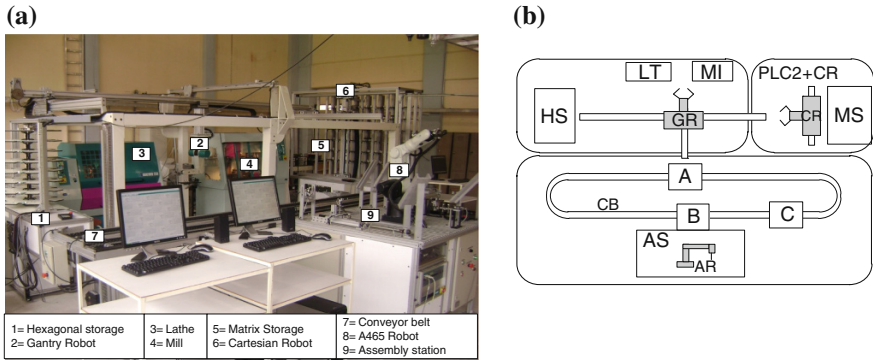 (a)
(b)
1
2
3
4
5
6
7
8
9
1= Hexagonal storage
2= Gantry Robot
3= Lathe
4= Mill
5= Matrix Storage
6= Cartesian Robot
7= Conveyor belt
8= A465 Robot
9= Assembly station
LT
MI
PLC2+CR
HS
GR
CR
MS
A
CB
B
C
AS
AR